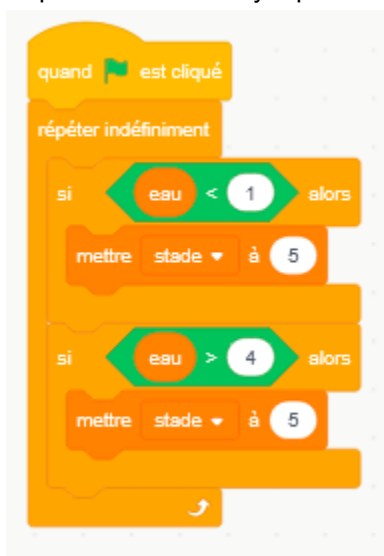 quand est cliqué
répéter indéfiniment
si eau < 1 alors
mettre stade à 5
si eau > 4 alors
mettre stade à 5